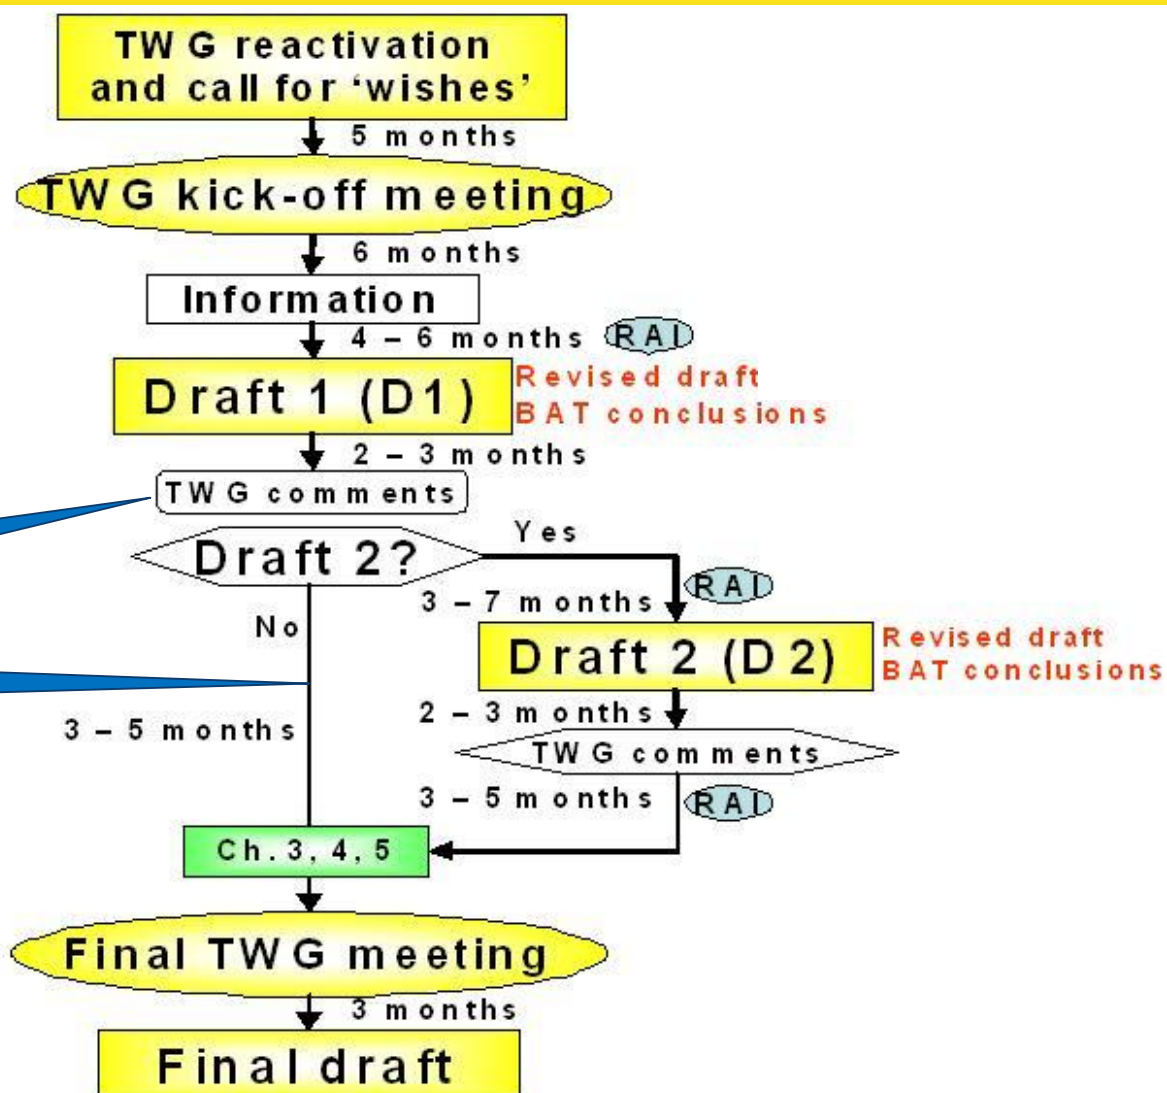 TWG reactivation
and call for ‘wishes’
5 months
TWG kick-off meeting
6 months
Information
4 – 6 months
RAI
Draft 1 (D1)
Revised draft
BAT conclusions
2 – 3 months
TWG comments
Draft 2?
Yes
No
3 – 7 months
RAI
Draft 2 (D2)
Revised draft
BAT conclusions
3 – 5 months
2 – 3 months
TWG comments
3 – 5 months
RAI
Ch. 3, 4, 5
Final TWG meeting
3 months
Final draft